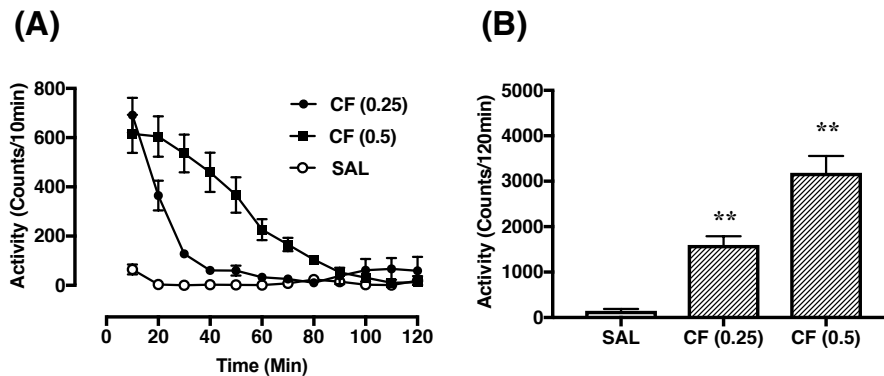 (A)
Activity (Counts/10min)
800
600
400
200
0
0 20 40 60 80 100 120
Time (Min)
CF (0.25)
CF (0.5)
SAL
(B)
Activity (Counts/120min)
5000
4000
3000
2000
1000
0
**
**
SAL CF (0.25) CF (0.5)